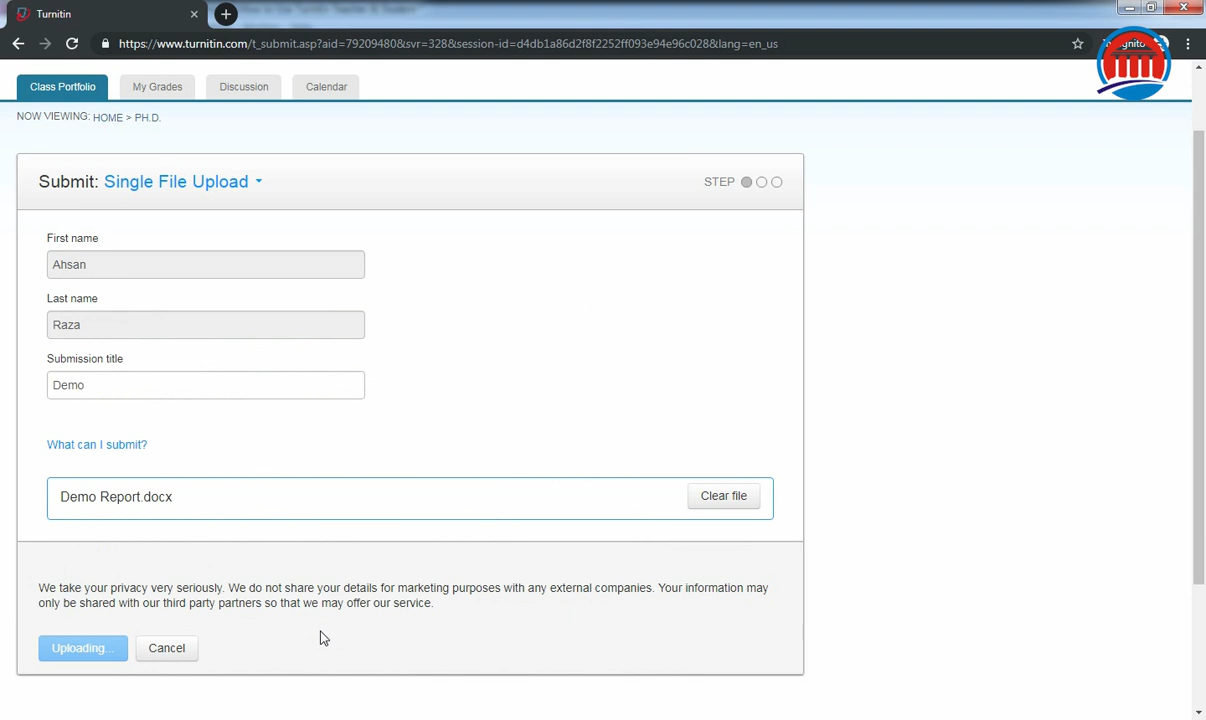 Turnitin
https://www.turnitin.com/t_submit.asp?aid=79209480&svr=328&session-id=d4db1a86d2f8f2252ff093e94e96c028&lang=en_us
Class Portfolio
My Grades
Discussion
Calendar
NOW VIEWING: HOME > PH.D.
Submit: Single File Upload
STEP
First name
Ahsan
Last name
Raza
Submission title
Demo
What can I submit?
Demo Report.docx
Clear file
We take your privacy very seriously. We do not share your details for marketing purposes with any external companies. Your information may
only be shared with our third party partners so that we may offer our service.
Uploading...
Cancel